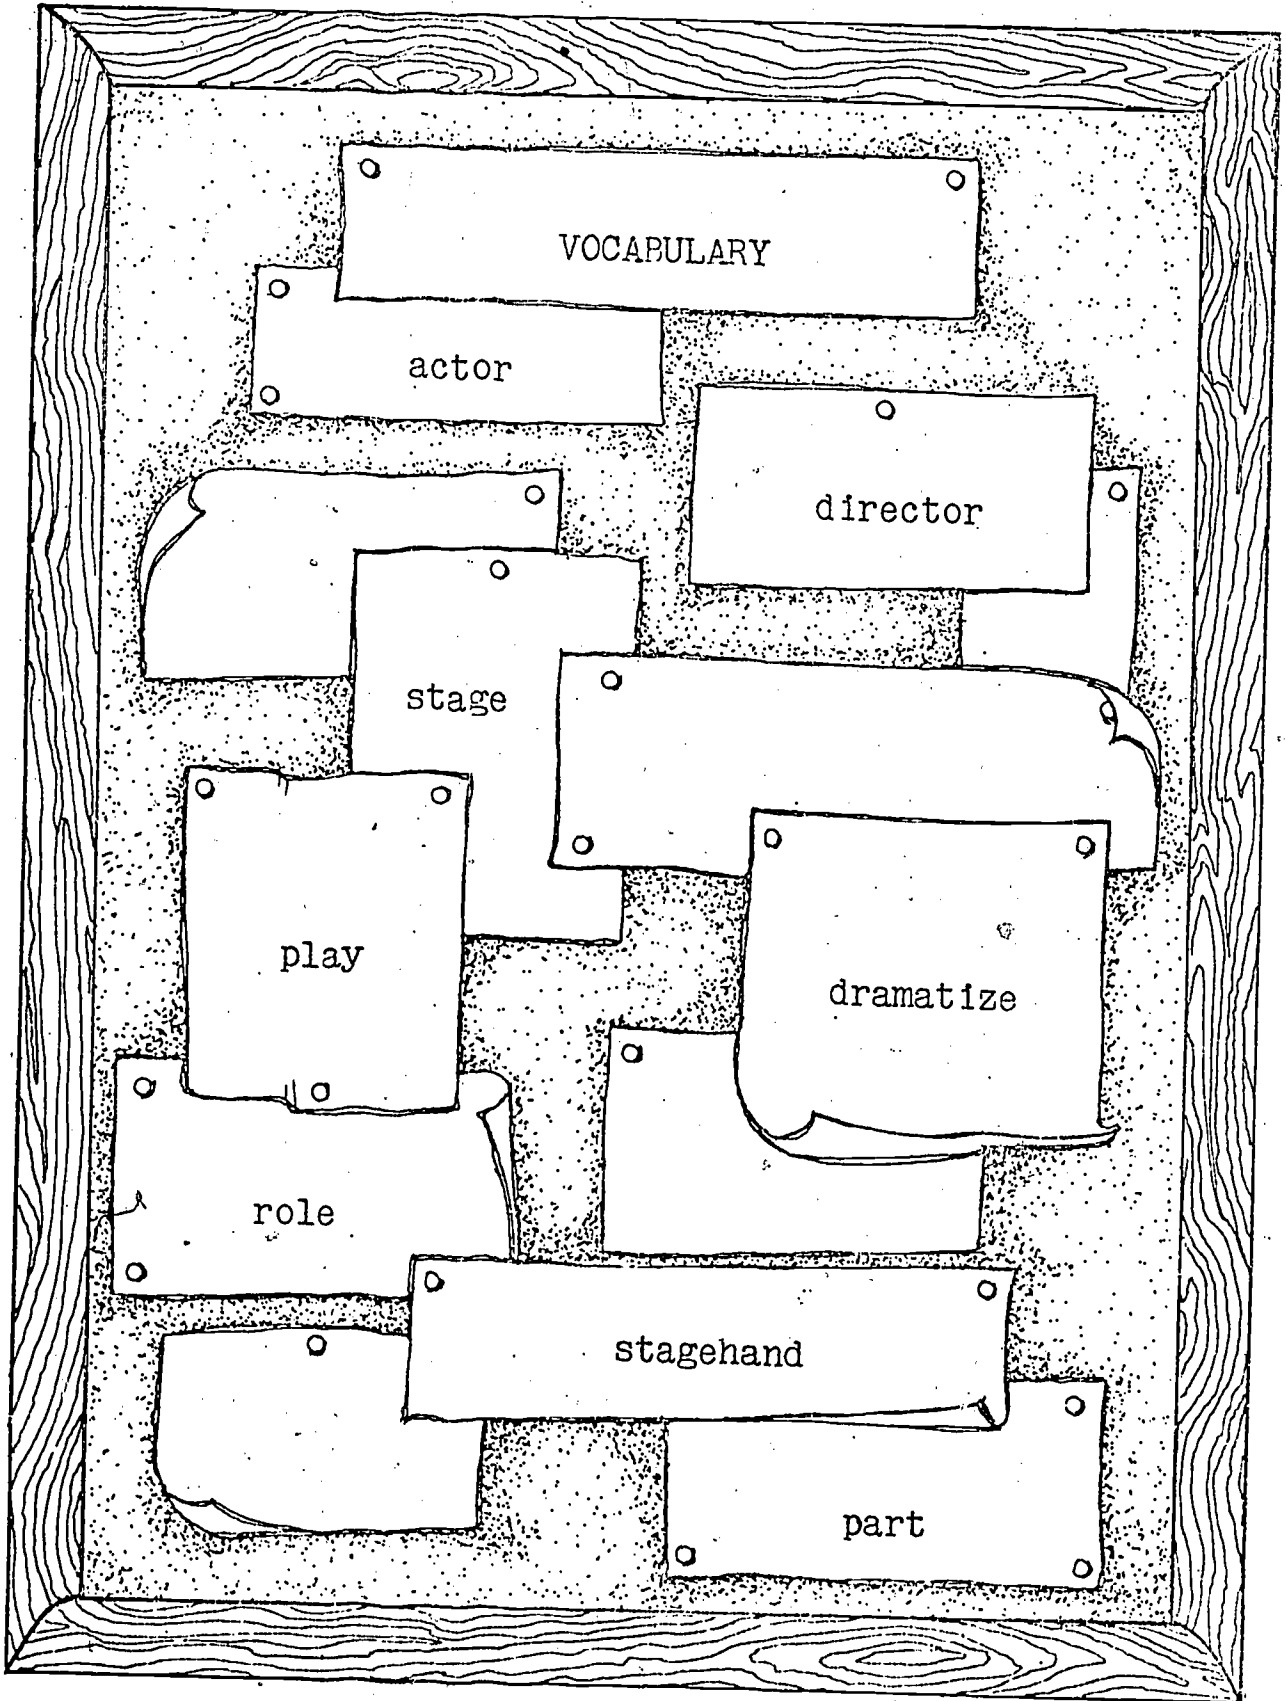 VOCABULARY
actor
director
stage
play
dramatize
role
stagehand
part